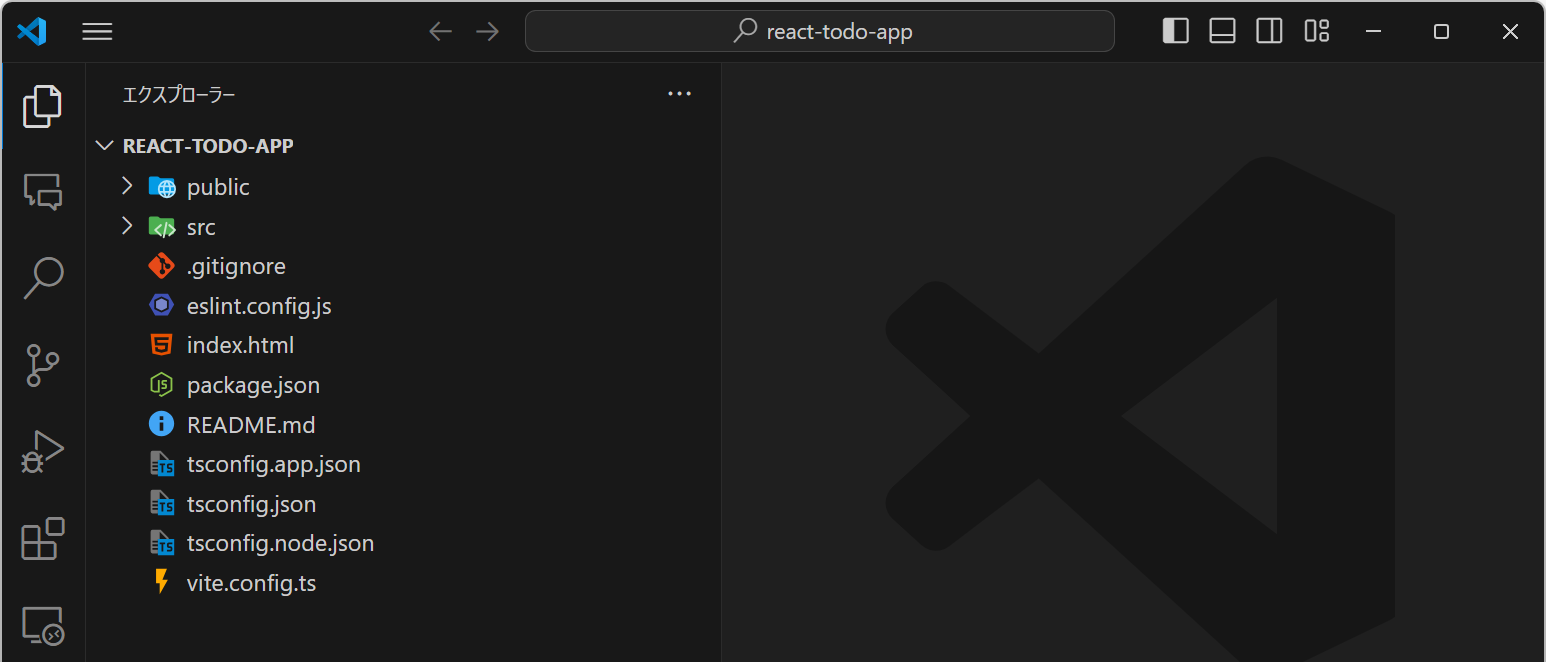 react-todo-app
エクスプローラー
REACT-TODO-APP
public
src
.gitignore
eslint.config.js
index.html
package.json
README.md
tsconfig.app.json
tsconfig.json
tsconfig.node.json
vite.config.ts